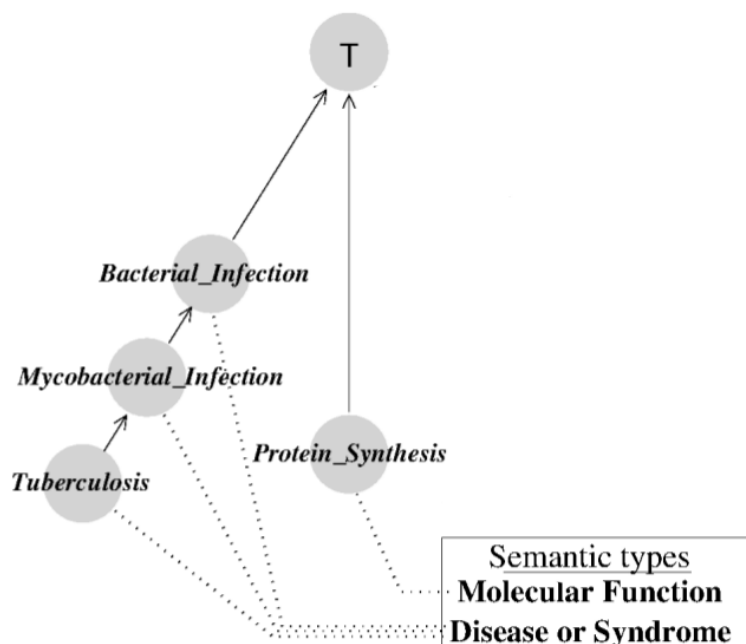 T
Bacterial_Infection
Mycobacterial_Infection
Protein_Synthesis
Tuberculosis
Semantic types
Molecular Function
Disease or Syndrome